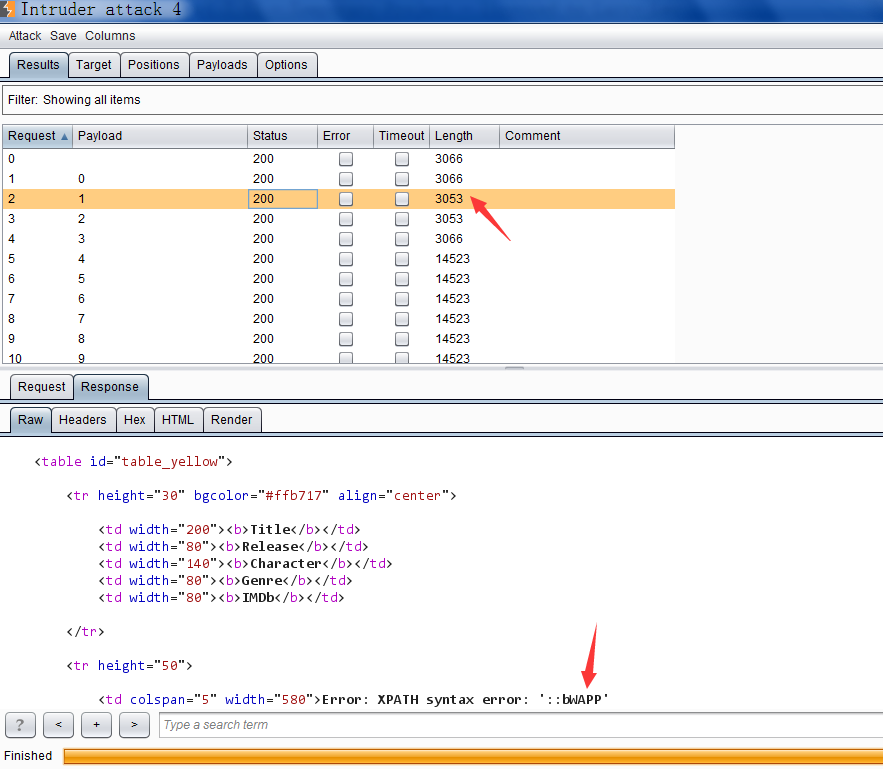 Intruder attack 4
Attack Save Columns
Results Target Positions Payloads Options
Filter: Showing all items
Request Payload Status Error Timeout Length Comment
0 200 3066
1 0 200 3066
2 1 200 3053
3 2 200 3053
4 3 200 3066
5 4 200 14523
6 5 200 14523
7 6 200 14523
8 7 200 14523
9 8 200 14523
10 9 200 14523
Request Response
Raw Headers Hex HTML Render
<table id="table_yellow">
<tr height="30" bgcolor="#ffb717" align="center">
<td width="200"><b>Title</b></td>
<td width="80"><b>Release</b></td>
<td width="140"><b>Character</b></td>
<td width="80"><b>Genre</b></td>
<td width="80"><b>IMDb</b></td>
</tr>
<tr height="50">
<td colspan="5" width="580">Error: XPATH syntax error: '::bWAPP'
? < + > Type a search term
Finished